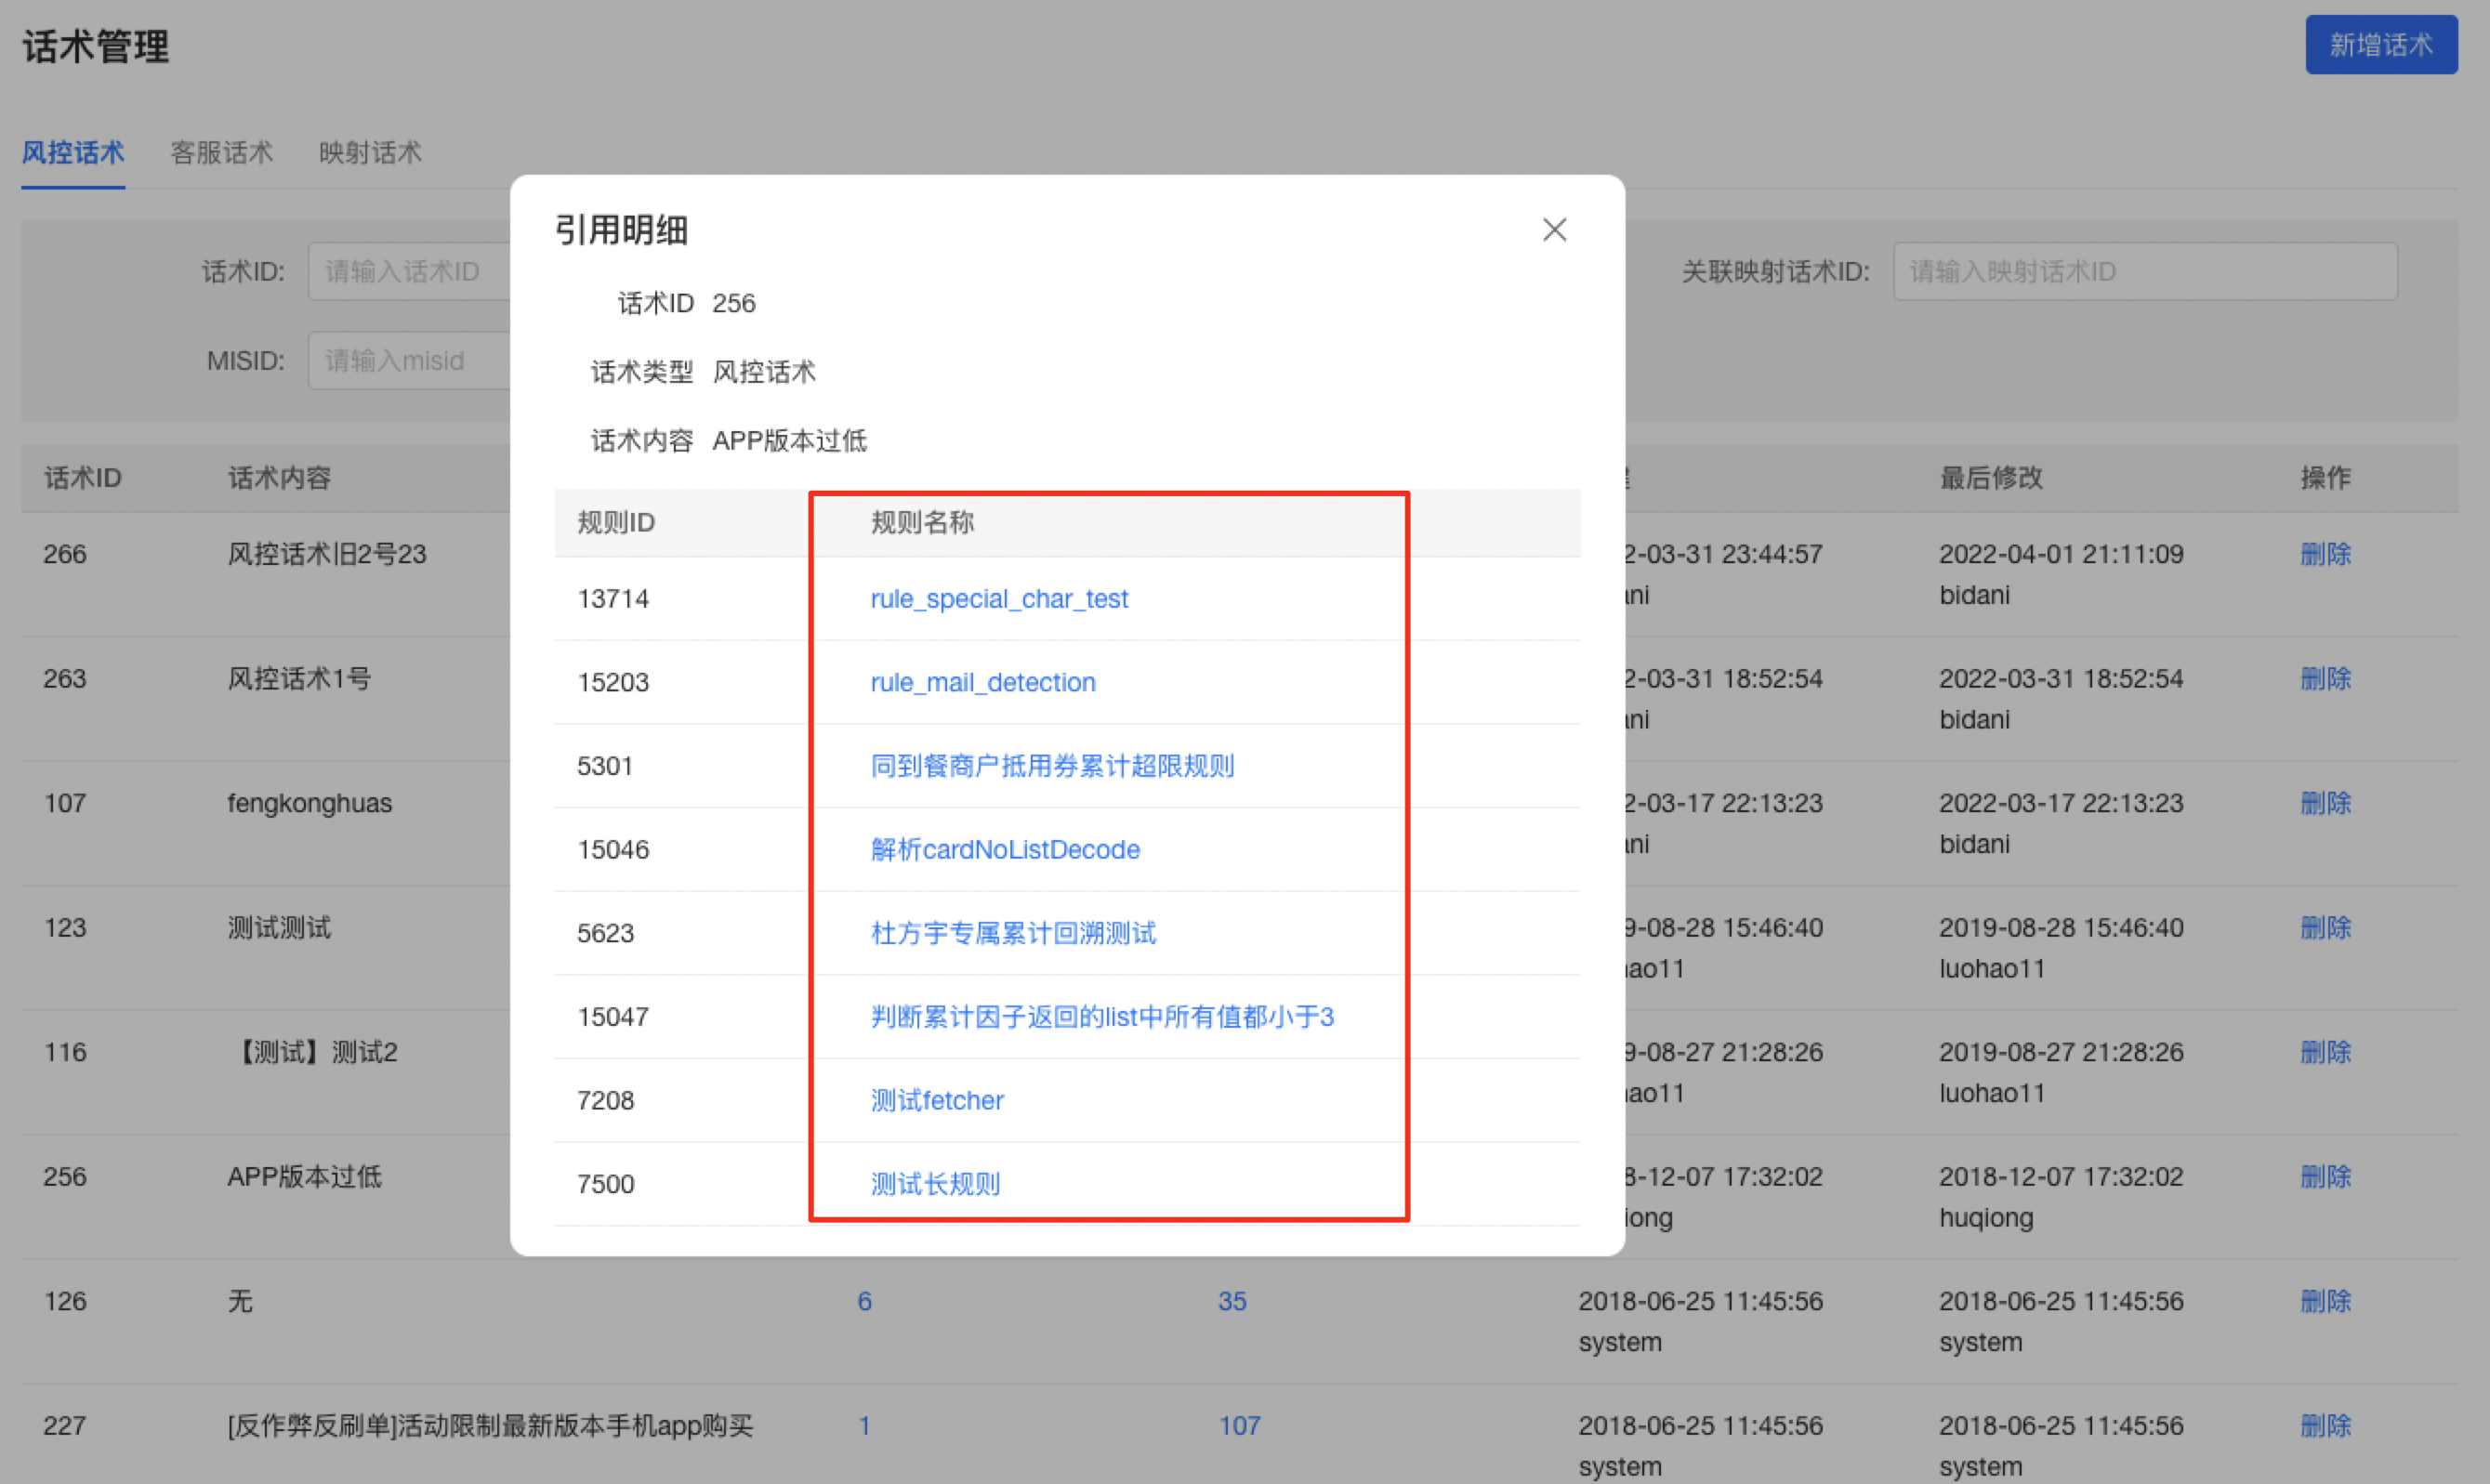 话术管理
新增话术
风控话术 客服话术 映射话术
话术ID: 请输入话术ID
关联映射话术ID: 请输入映射话术ID
MISID: 请输入misid
话术ID 话术内容 最后修改 操作
266 风控话术旧2号23 2-03-31 23:44:57 2022-04-01 21:11:09 删除
ni bidani
263 风控话术1号 2-03-31 18:52:54 2022-03-31 18:52:54 删除
ni bidani
107 fengkonghuas 2-03-17 22:13:23 2022-03-17 22:13:23 删除
ni bidani
123 测试测试 9-08-28 15:46:40 2019-08-28 15:46:40 删除
ao11 luohao11
116 【测试】测试2 9-08-27 21:28:26 2019-08-27 21:28:26 删除
ao11 luohao11
256 APP版本过低 8-12-07 17:32:02 2018-12-07 17:32:02 删除
iong huqiong
126 无 6 35 2018-06-25 11:45:56 2018-06-25 11:45:56 删除
system system
227 [反作弊反刷单]活动限制最新版本手机app购买 1 107 2018-06-25 11:45:56 2018-06-25 11:45:56 删除
system system
引用明细
话术ID 256
话术类型 风控话术
话术内容 APP版本过低
规则ID 规则名称
13714 rule_special_char_test
15203 rule_mail_detection
5301 同到餐商户抵用券累计超限规则
15046 解析cardNoListDecode
5623 杜方宇专属累计回溯测试
15047 判断累计因子返回的list中所有值都小于3
7208 测试fetcher
7500 测试长规则